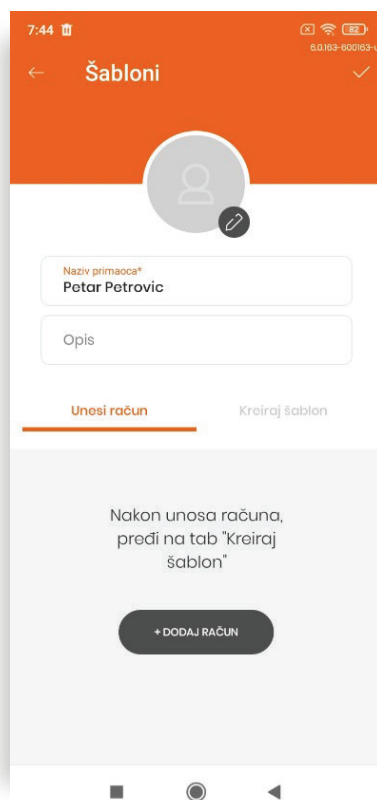 7:44
82
6.0.163-600163-u
Šabloni
Naziv primaoca*
Petar Petrovic
Opis
Unesi račun
Kreiraj šablon
Nakon unosa računa,
pređi na tab "Kreiraj
šablon"
+ DODAJ RAČUN